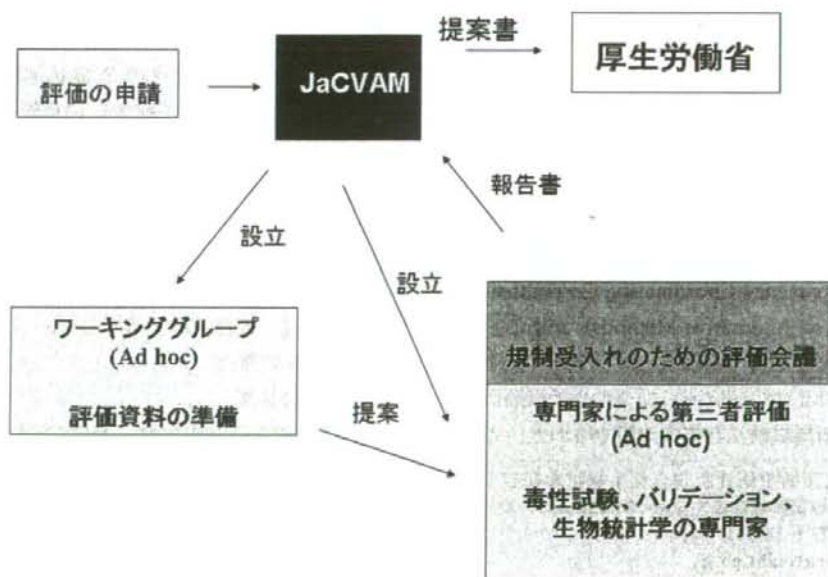 提案書
厚生労働省
評価の申請
JaCVAM
報告書
設立
設立
ワーキンググループ
(Ad hoc)
評価資料の準備
提案
規制受入れのための評価会議
専門家による第三者評価
(Ad hoc)
毒性試験、バリデーション、
生物統計学の専門家